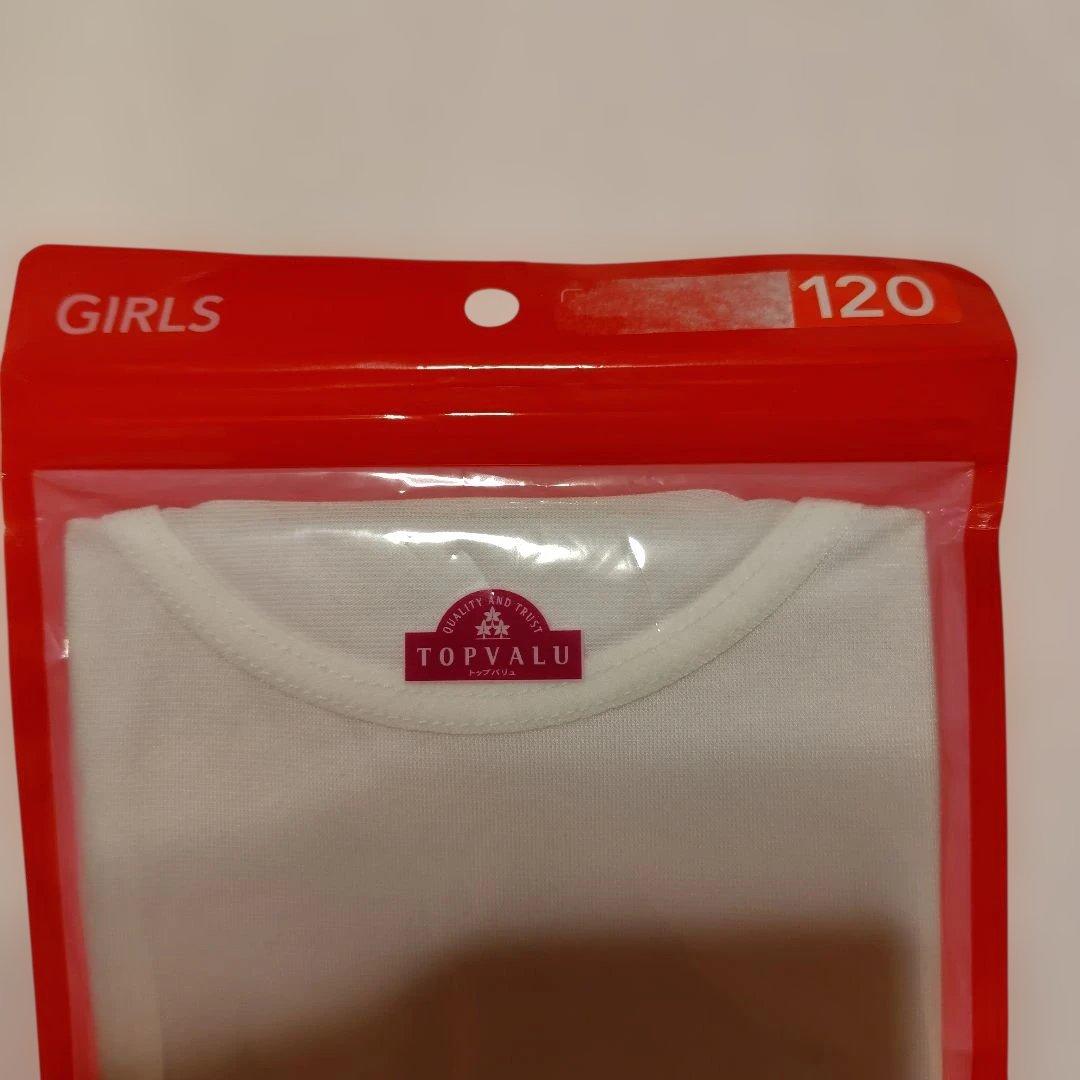 GIRLS
120
QUALITY AND TRUST
TOPVALU
トップバリュ